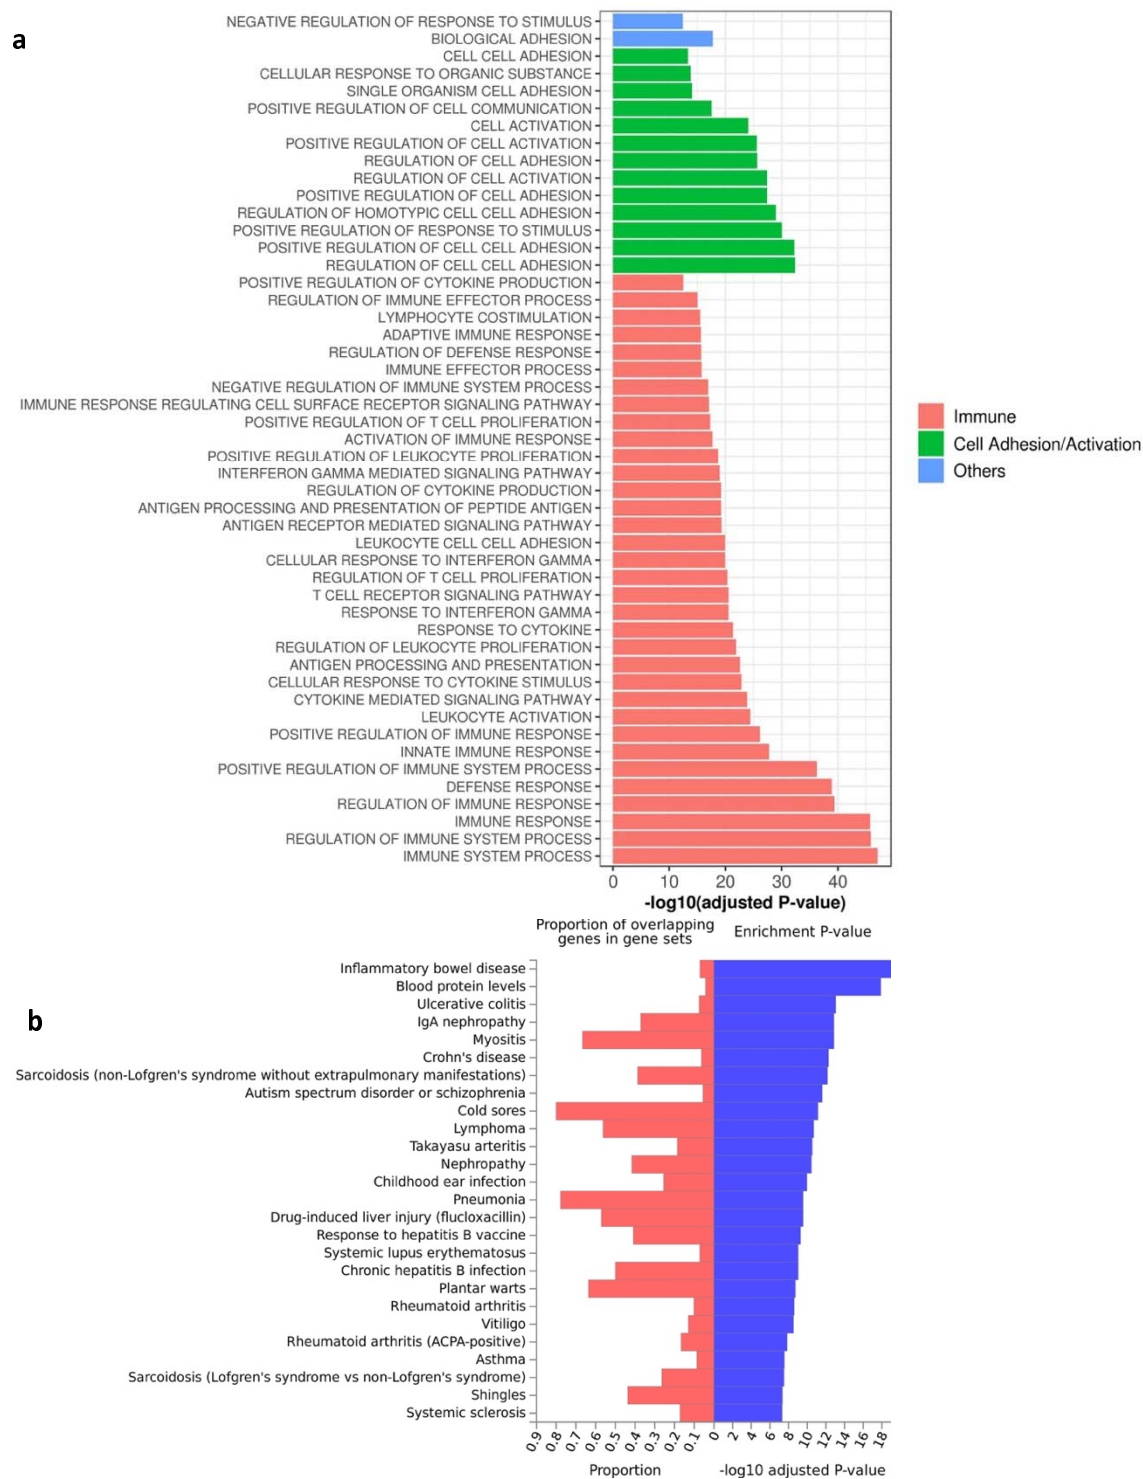 a
NEGATIVE REGULATION OF RESPONSE TO STIMULUS
BIOLOGICAL ADHESION
CELL CELL ADHESION
CELLULAR RESPONSE TO ORGANIC SUBSTANCE
SINGLE ORGANISM CELL ADHESION
POSITIVE REGULATION OF CELL COMMUNICATION
CELL ACTIVATION
POSITIVE REGULATION OF CELL ACTIVATION
REGULATION OF CELL ADHESION
REGULATION OF CELL ACTIVATION
POSITIVE REGULATION OF CELL ADHESION
REGULATION OF HOMOTYPIC CELL CELL ADHESION
POSITIVE REGULATION OF RESPONSE TO STIMULUS
POSITIVE REGULATION OF CELL CELL ADHESION
REGULATION OF CELL CELL ADHESION
POSITIVE REGULATION OF CYTOKINE PRODUCTION
REGULATION OF IMMUNE EFFECTOR PROCESS
LYMPHOCYTE COSTIMULATION
ADAPTIVE IMMUNE RESPONSE
REGULATION OF DEFENSE RESPONSE
IMMUNE EFFECTOR PROCESS
NEGATIVE REGULATION OF IMMUNE SYSTEM PROCESS
IMMUNE RESPONSE REGULATING CELL SURFACE RECEPTOR SIGNALING PATHWAY
POSITIVE REGULATION OF T CELL PROLIFERATION
ACTIVATION OF IMMUNE RESPONSE
POSITIVE REGULATION OF LEUKOCYTE PROLIFERATION
INTERFERON GAMMA MEDIATED SIGNALING PATHWAY
REGULATION OF CYTOKINE PRODUCTION
ANTIGEN PROCESSING AND PRESENTATION OF PEPTIDE ANTIGEN
ANTIGEN RECEPTOR MEDIATED SIGNALING PATHWAY
LEUKOCYTE CELL CELL ADHESION
CELLULAR RESPONSE TO INTERFERON GAMMA
REGULATION OF T CELL PROLIFERATION
T CELL RECEPTOR SIGNALING PATHWAY
RESPONSE TO INTERFERON GAMMA
RESPONSE TO CYTOKINE
REGULATION OF LEUKOCYTE PROLIFERATION
ANTIGEN PROCESSING AND PRESENTATION
CELLULAR RESPONSE TO CYTOKINE STIMULUS
CYTOKINE MEDIATED SIGNALING PATHWAY
LEUKOCYTE ACTIVATION
POSITIVE REGULATION OF IMMUNE RESPONSE
INNATE IMMUNE RESPONSE
POSITIVE REGULATION OF IMMUNE SYSTEM PROCESS
DEFENSE RESPONSE
REGULATION OF IMMUNE RESPONSE
IMMUNE RESPONSE
REGULATION OF IMMUNE SYSTEM PROCESS
IMMUNE SYSTEM PROCESS
0 10 20 30 40
-log10(adjusted P-value)
Immune
Cell Adhesion/Activation
Others
b
Proportion of overlapping
genes in gene sets
Enrichment P-value
Inflammatory bowel disease
Blood protein levels
Ulcerative colitis
IgA nephropathy
Myositis
Crohn's disease
Sarcoidosis (non-Lofgren's syndrome without extrapulmonary manifestations)
Autism spectrum disorder or schizophrenia
Cold sores
Lymphoma
Takayasu arteritis
Nephropathy
Childhood ear infection
Pneumonia
Drug-induced liver injury (flucloxacillin)
Response to hepatitis B vaccine
Systemic lupus erythematosus
Chronic hepatitis B infection
Plantar warts
Rheumatoid arthritis
Vitiligo
Rheumatoid arthritis (ACPA-positive)
Asthma
Sarcoidosis (Lofgren's syndrome vs non-Lofgren's syndrome)
Shingles
Systemic sclerosis
0.9 0.8 0.7 0.6 0.5 0.4 0.3 0.2 0.1 0 2 4 6 8 10 12 14 16 18
Proportion
-log10 adjusted P-value